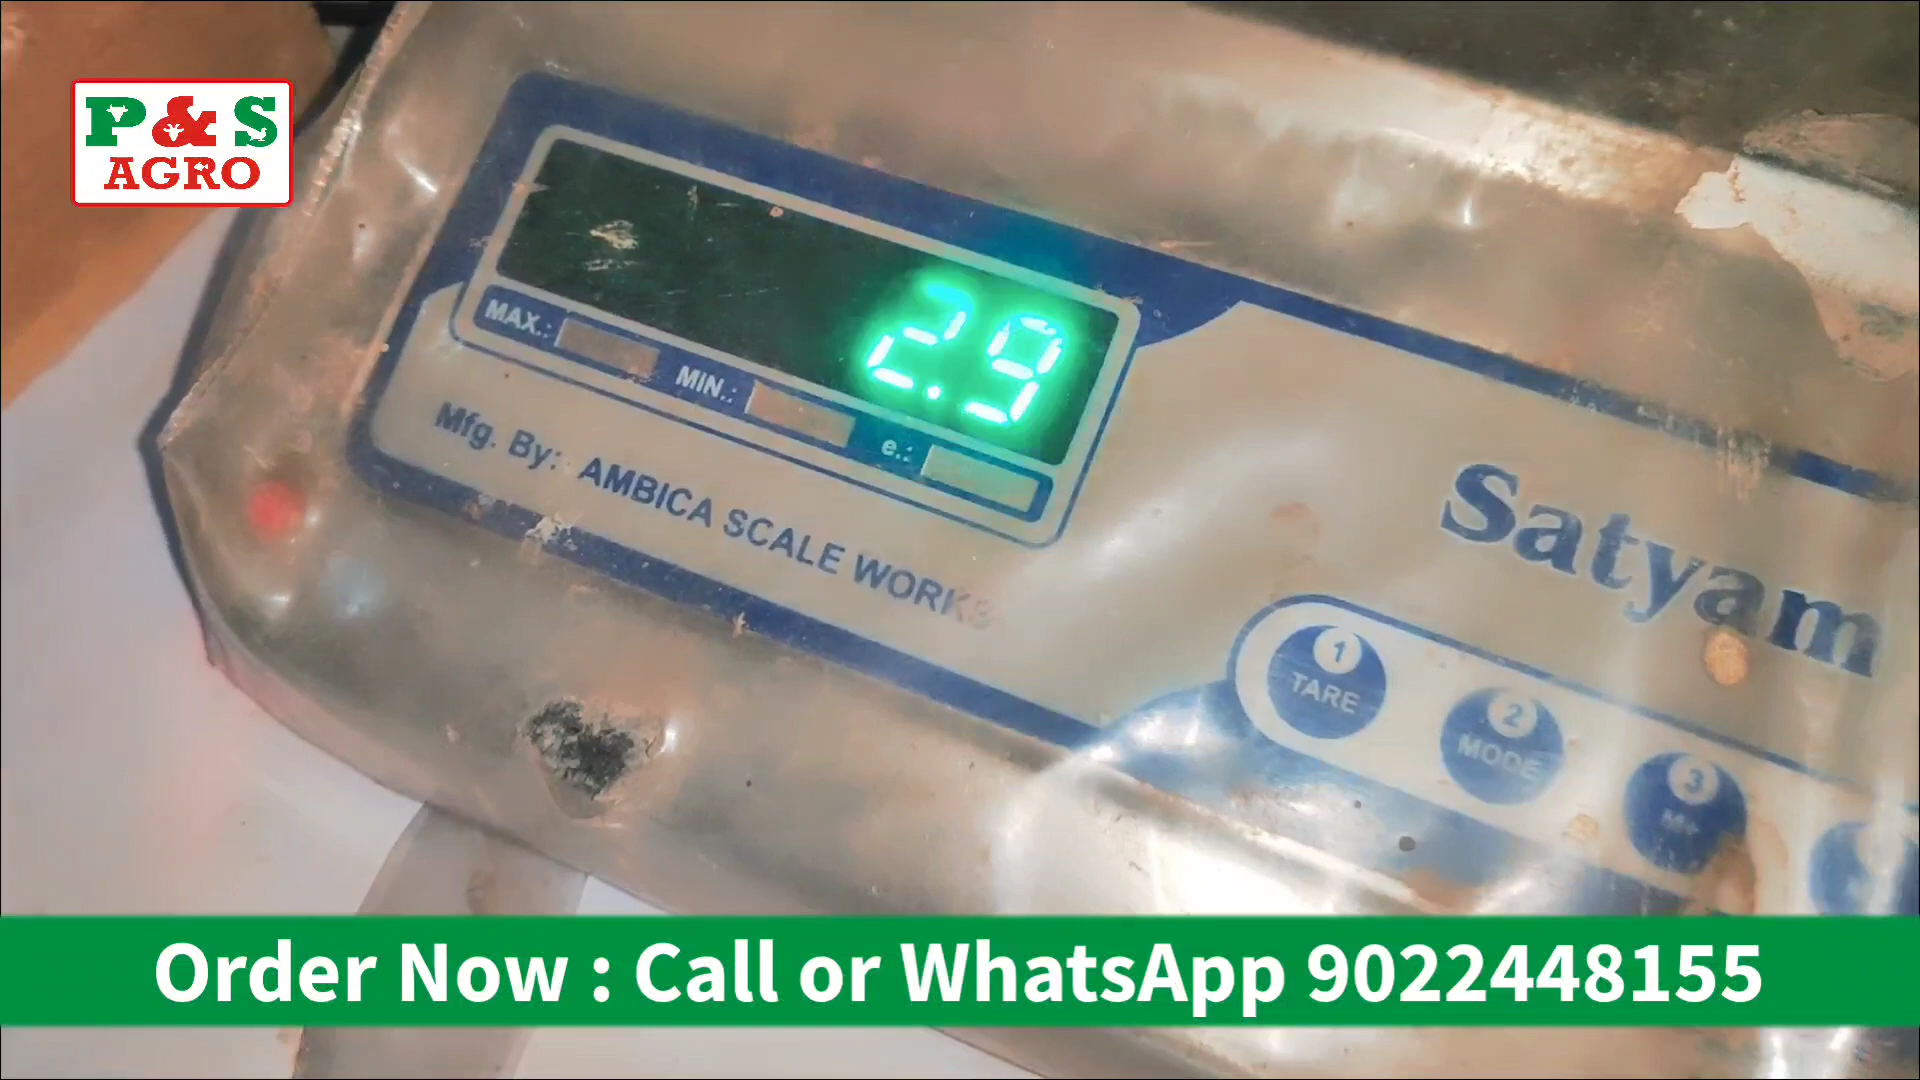 P&S
AGRO
2.9
MAX.:
MIN.:
e.:
Mfg. By: AMBICA SCALE WORKS
Satyam
1
TARE
2
MODE
3
M+
Order Now : Call or WhatsApp 9022448155